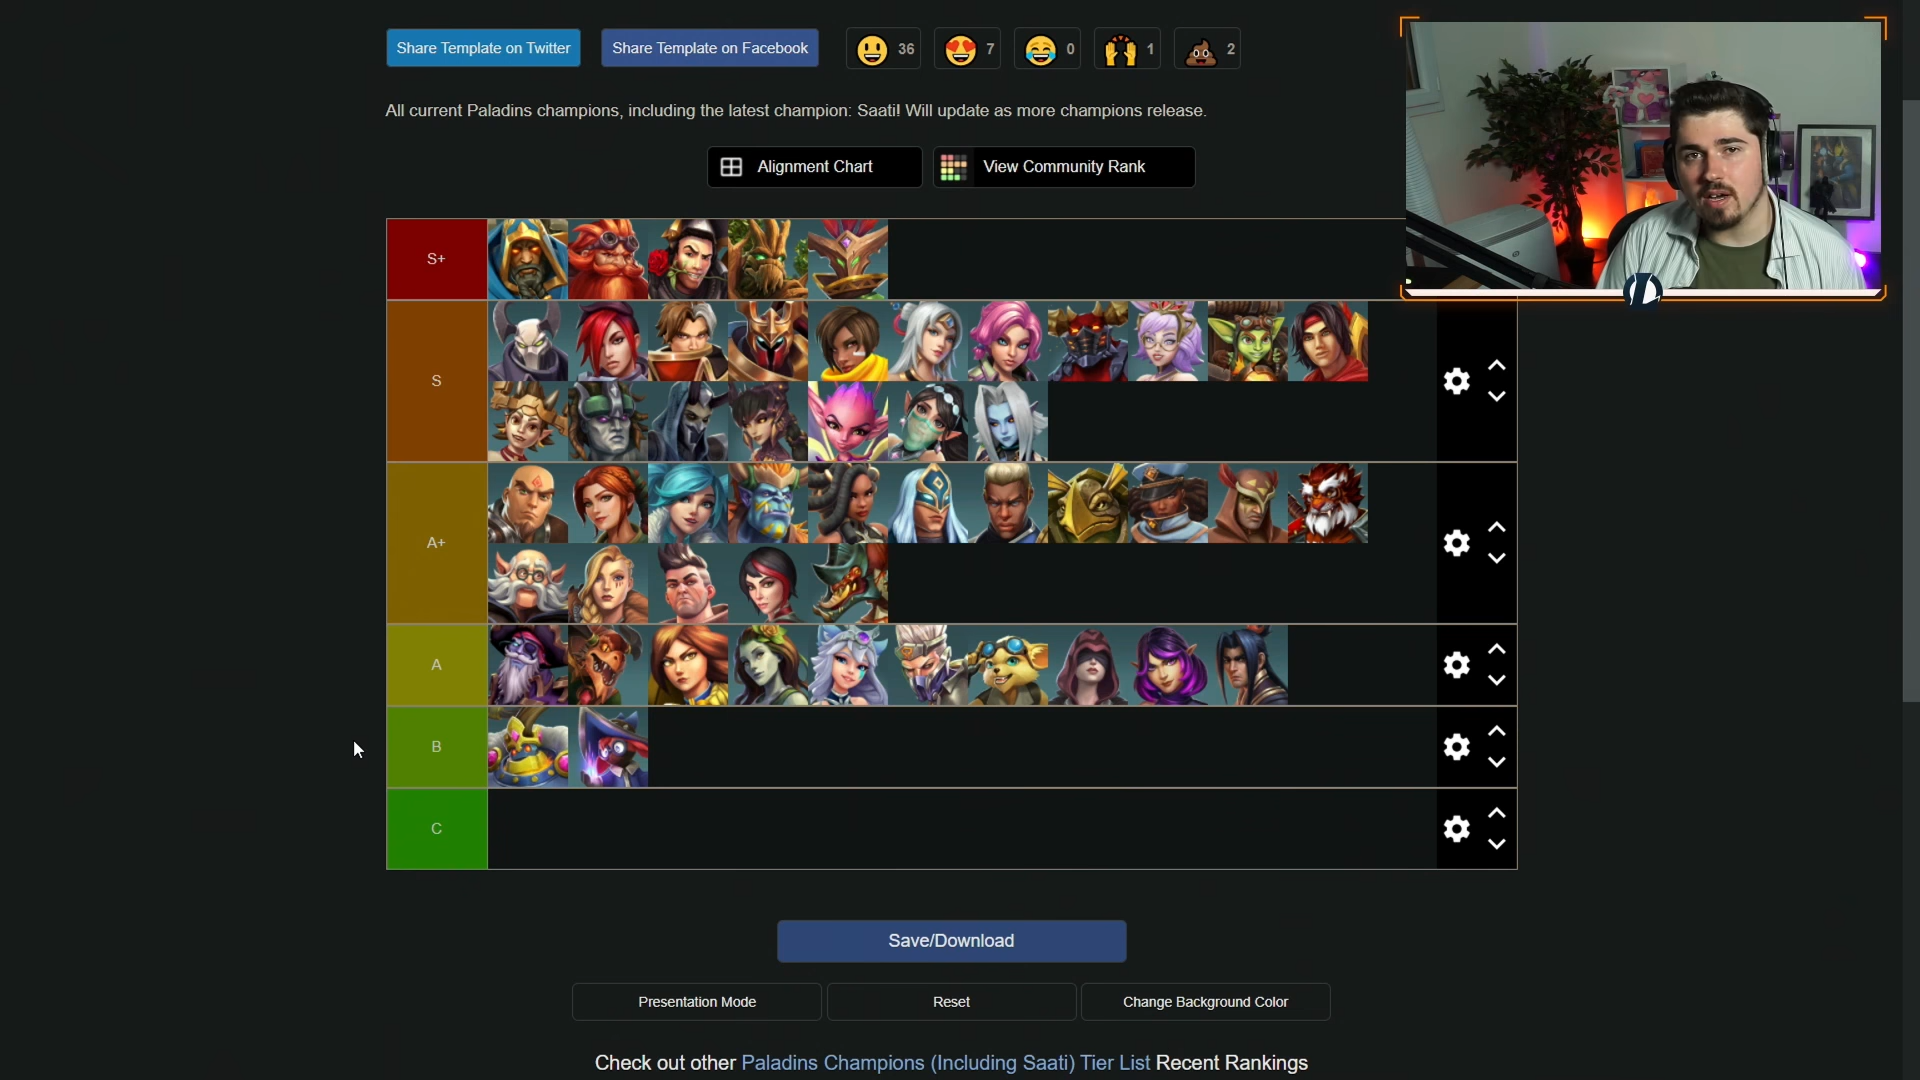 Share Template on Twitter
Share Template on Facebook
36
7
0
1
2
All current Paladins champions, including the latest champion: Saati! Will update as more champions release.
Alignment Chart
View Community Rank
S+
S
A+
A
B
C
Save/Download
Presentation Mode
Reset
Change Background Color
Check out other Paladins Champions (Including Saati) Tier List Recent Rankings